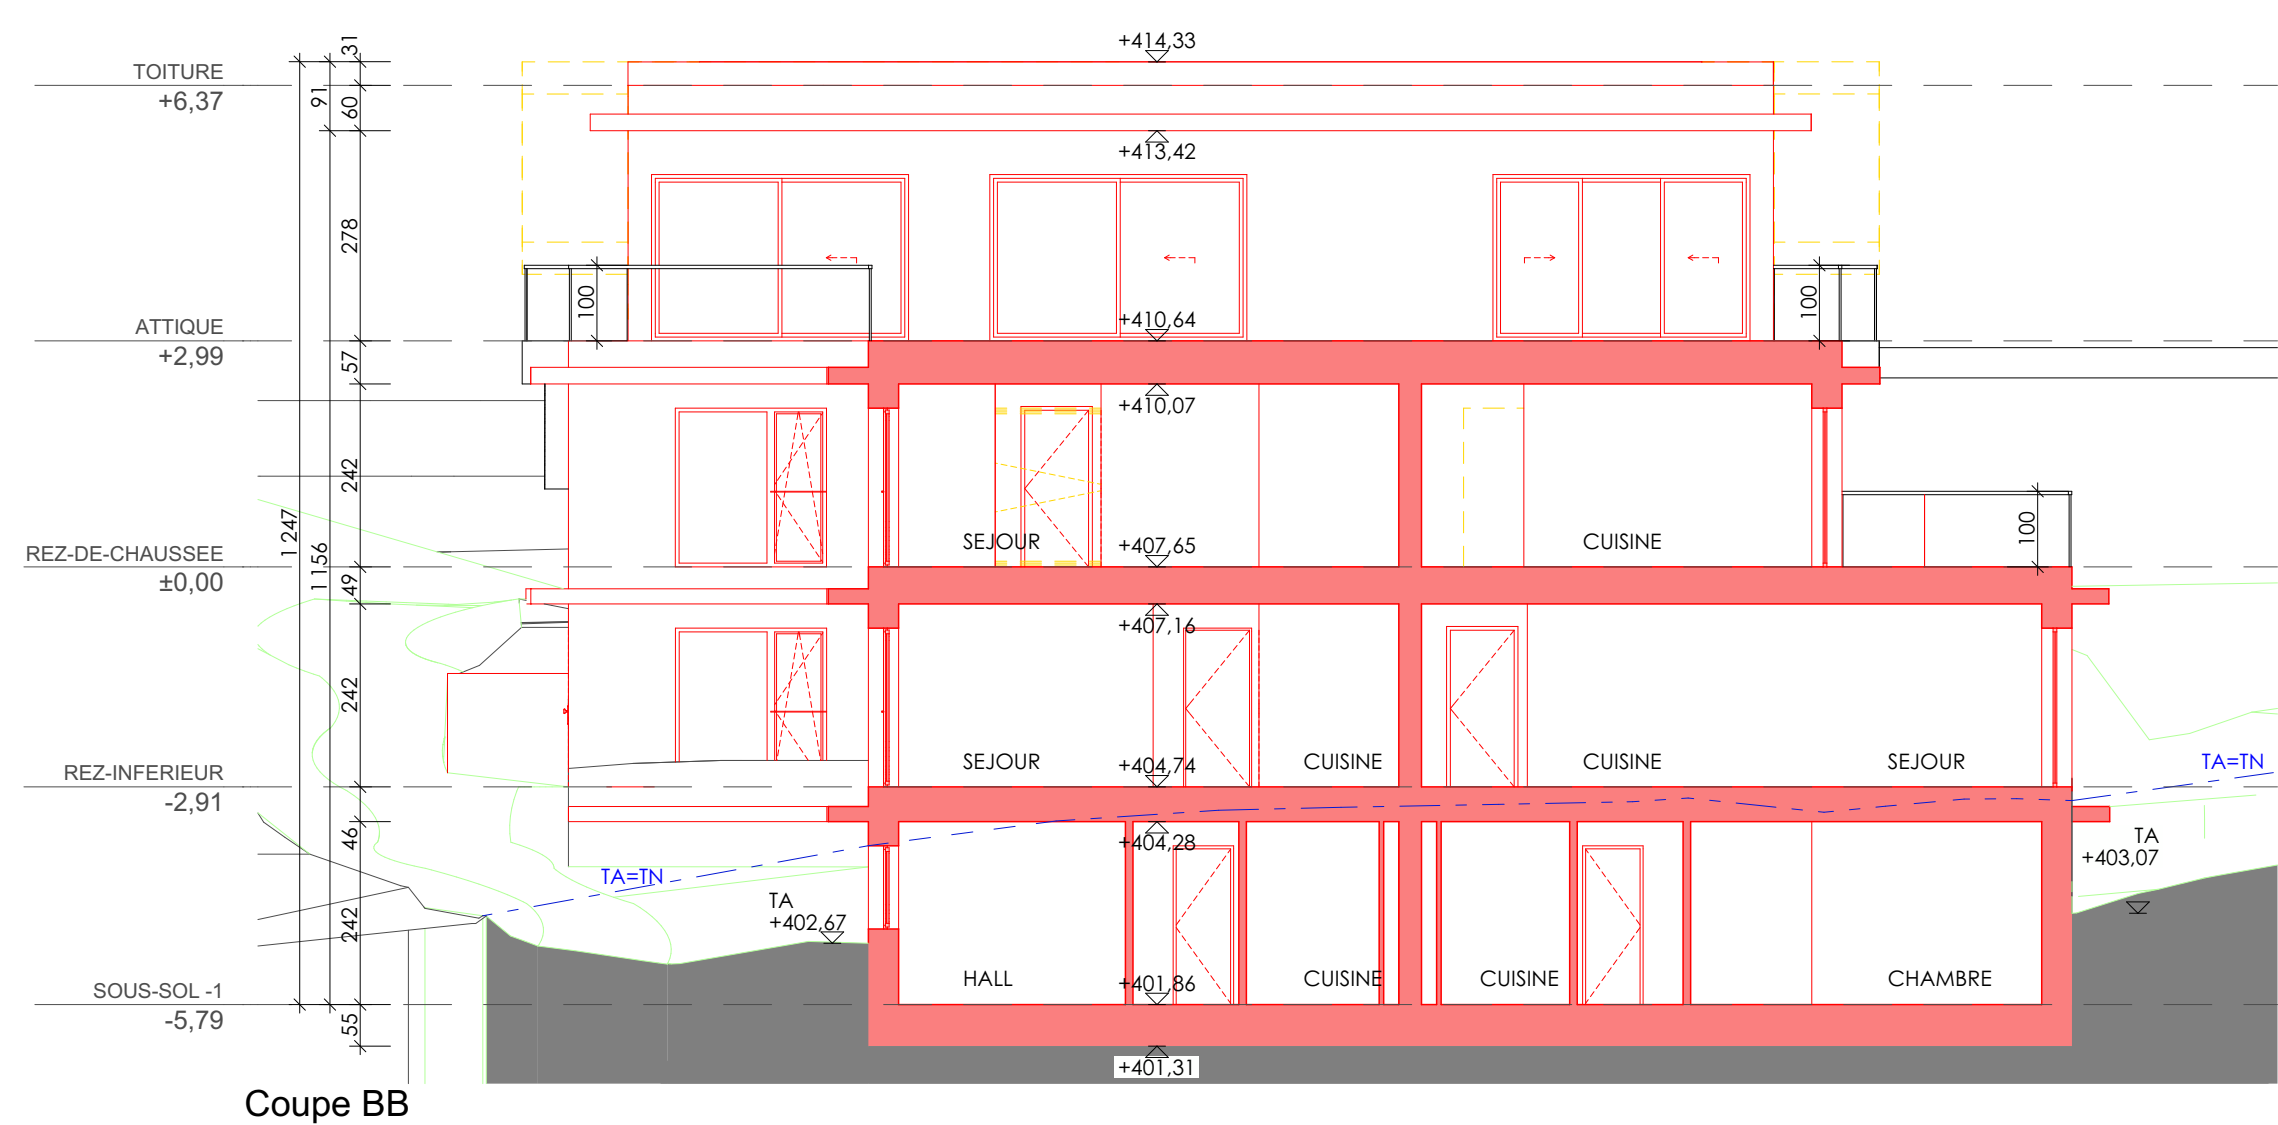 +414,33
31
TOITURE
+6,37
91
60
+413,42
278
100
100
ATTIQUE
+2,99
+410,64
57
+410,07
242
SEJOUR
CUISINE
100
1 247
1 156
REZ-DE-CHAUSSEE
±0,00
+407,65
49
+407,16
242
SEJOUR
CUISINE
CUISINE
SEJOUR
REZ-INFERIEUR
-2,91
+404,74
TA=TN
46
+404,28
TA
+403,07
TA=TN
TA
+402,67
242
HALL
CUISINE
CUISINE
CHAMBRE
SOUS-SOL -1
-5,79
+401,86
55
+401,31
Coupe BB